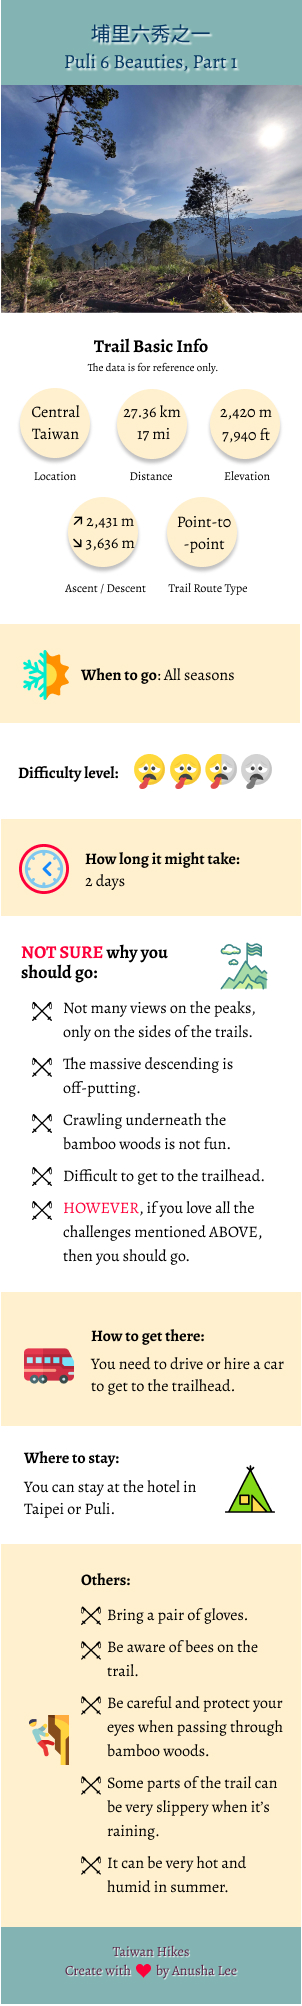 埔里六秀之一
Puli 6 Beauties, Part 1
Trail Basic Info
The data is for reference only.
Central
Taiwan
27.36 km
17 mi
2,420 m
7,940 ft
Location
Distance
Elevation
↗ 2,431 m
↘ 3,636 m
Point-to
-point
Ascent / Descent
Trail Route Type
When to go: All seasons
Difficulty level:
How long it might take:
2 days
NOT SURE why you
should go:
Not many views on the peaks,
only on the sides of the trails.
The massive descending is
off-putting.
Crawling underneath the
bamboo woods is not fun.
Difficult to get to the trailhead.
HOWEVER, if you love all the
challenges mentioned ABOVE,
then you should go.
How to get there:
You need to drive or hire a car
to get to the trailhead.
Where to stay:
You can stay at the hotel in
Taipei or Puli.
Others:
Bring a pair of gloves.
Be aware of bees on the
trail.
Be careful and protect your
eyes when passing through
bamboo woods.
Some parts of the trail can
be very slippery when it's
raining.
It can be very hot and
humid in summer.
Taiwan Hikes
Create with ❤ by Anusha Lee